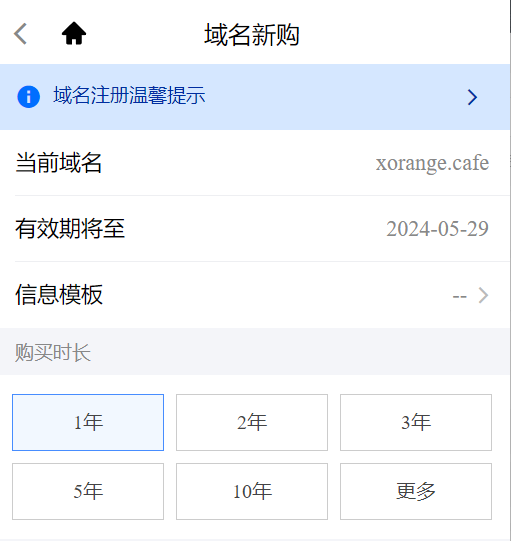 域名新购
域名注册温馨提示
当前域名 xorange.cafe
有效期将至 2024-05-29
信息模板 --
购买时长
1年 2年 3年
5年 10年 更多